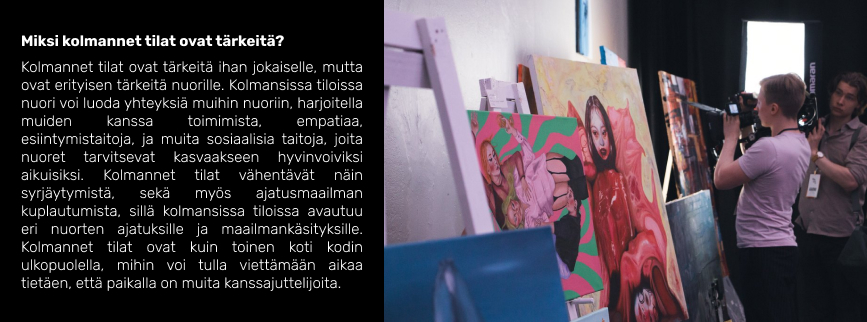 Miksi kolmannet tilat ovat tärkeitä?
Kolmannet tilat ovat tärkeitä ihan jokaiselle, mutta
ovat erityisen tärkeitä nuorille. Kolmansissa tiloissa
nuori voi luoda yhteyksiä muihin nuoriin, harjoitella
muiden kanssa toimimista, empatiaa,
esiintymistaitoja, ja muita sosiaalisia taitoja, joita
nuoret tarvitsevat kasvaakseen hyvinvoiviksi
aikuisiksi. Kolmannet tilat vähentävät näin
syrjäytymistä, sekä myös ajatusmaailman
kuplautumista, sillä kolmansissa tiloissa avautuu
eri nuorten ajatuksille ja maailmankäsityksille.
Kolmannet tilat ovat kuin toinen koti kodin
ulkopuolella, mihin voi tulla viettämään aikaa
tietäen, että paikalla on muita kanssajuttelijoita.